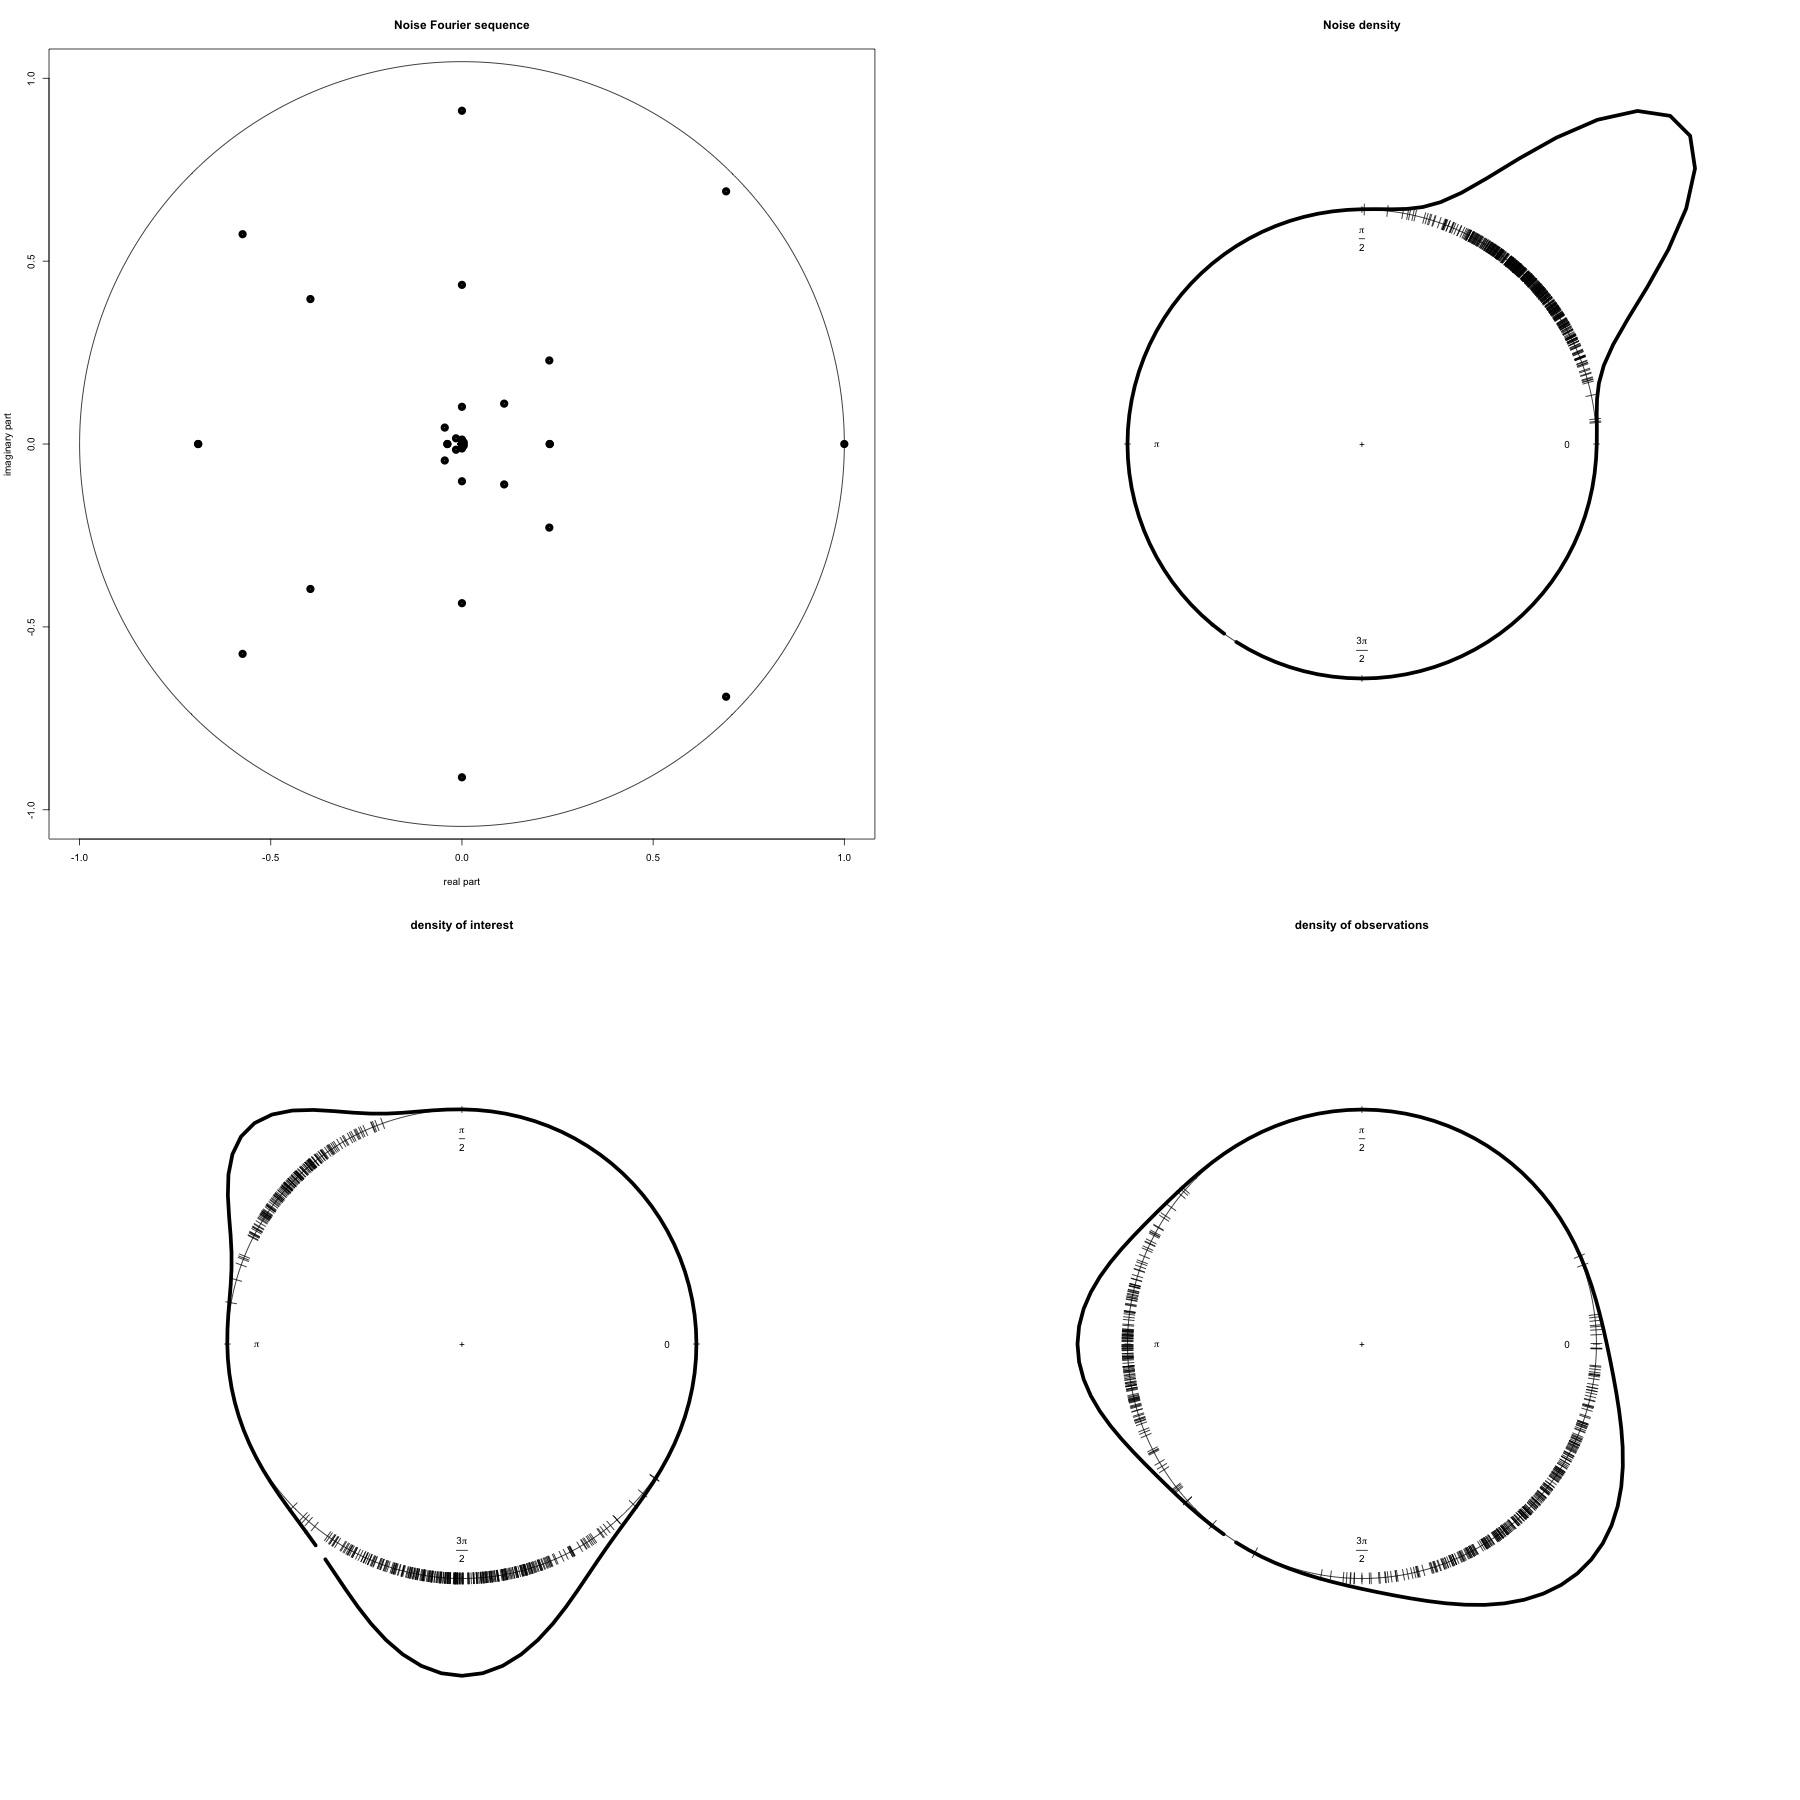 Noise Fourier sequence
1.0
0.5
0.0
-0.5
-1.0
imaginary part
-1.0 -0.5 0.0 0.5 1.0
real part
Noise density
π
2
π + 0
3π
2
density of interest
π
2
π + 0
3π
2
density of observations
π
2
π + 0
3π
2